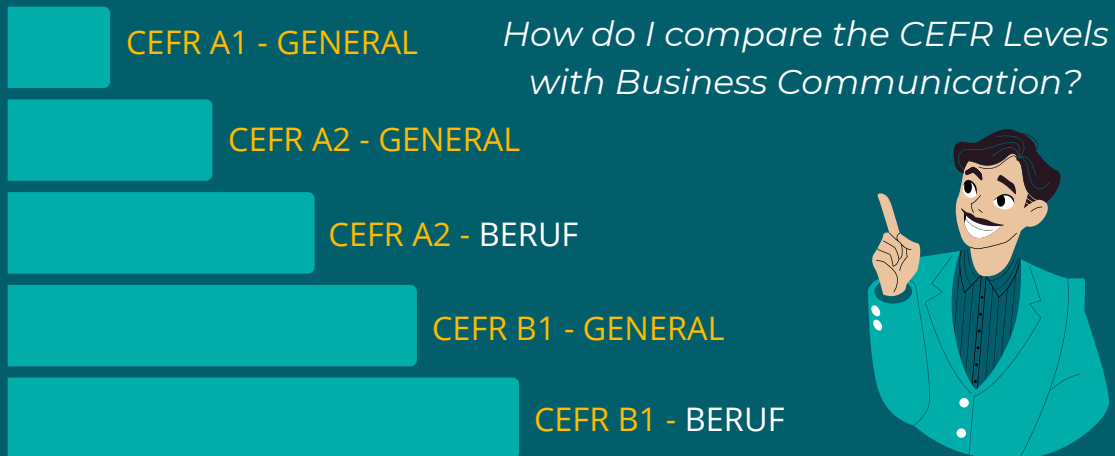 How do I compare the CEFR Levels
with Business Communication?
CEFR A1 - GENERAL
CEFR A2 - GENERAL
CEFR A2 - BERUF
CEFR B1 - GENERAL
CEFR B1 - BERUF